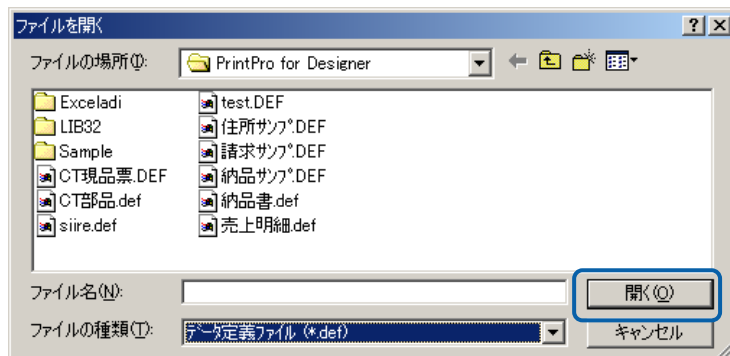 ファイルを開く
ファイルの場所(I):
PrintPro for Designer
Exceladi
LIB32
Sample
CT現品票.DEF
CT部品.def
siire.def
test.DEF
住所サンプ.DEF
請求サンプ.DEF
納品サンプ.DEF
納品書.def
売上明細.def
ファイル名(N):
開く(O)
ファイルの種類(T):
データ定義ファイル (*.def)
キャンセル